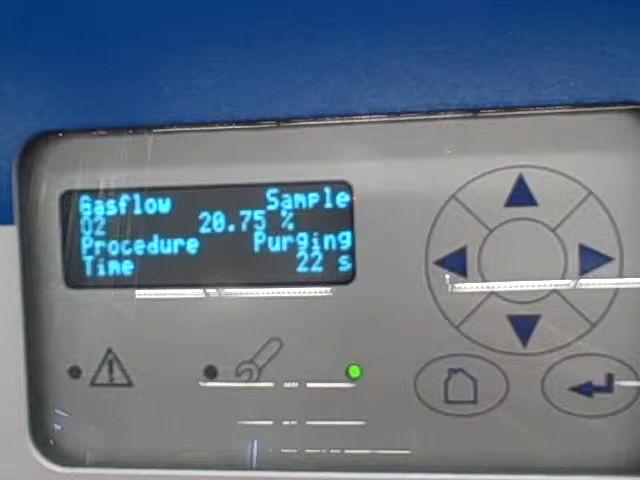 Gasflow Sample
O2 20.75 %
Procedure Purging
Time 22 s